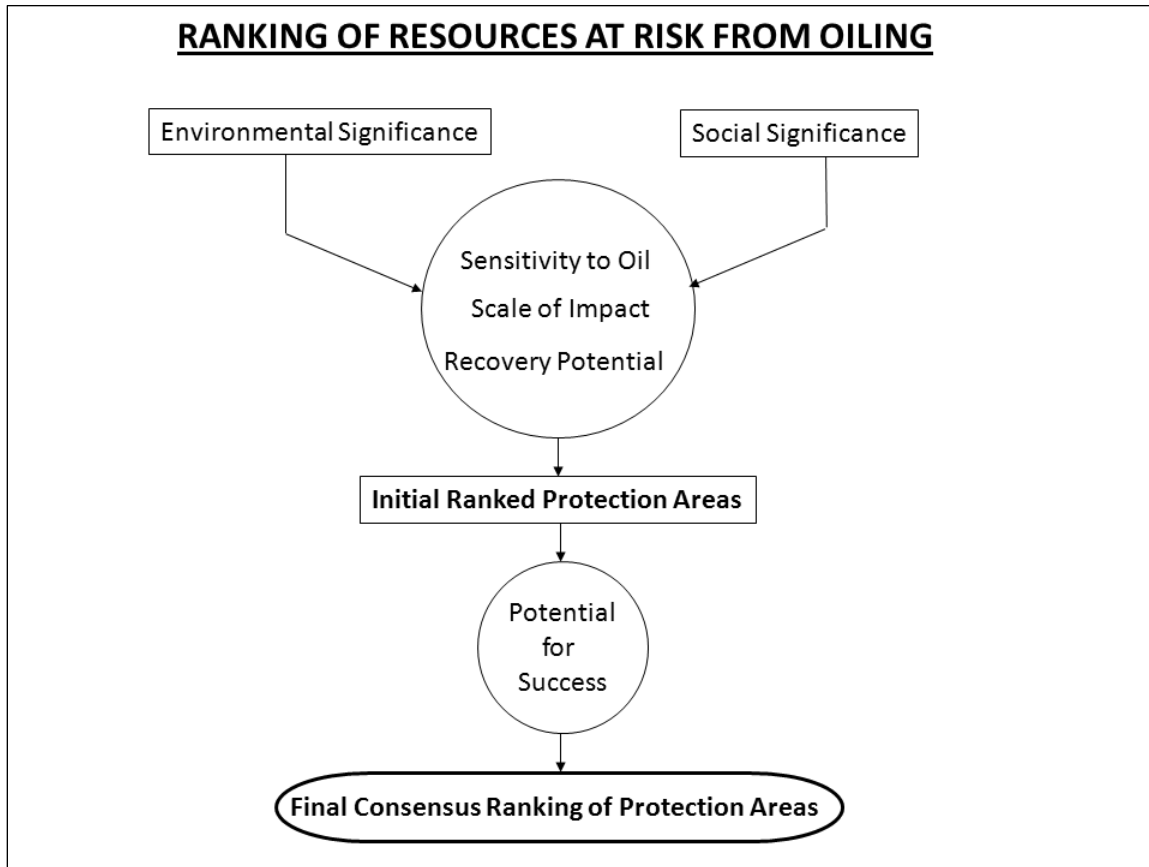 RANKING OF RESOURCES AT RISK FROM OILING
Environmental Significance
Social Significance
Sensitivity to Oil
Scale of Impact
Recovery Potential
Initial Ranked Protection Areas
Potential
for
Success
Final Consensus Ranking of Protection Areas